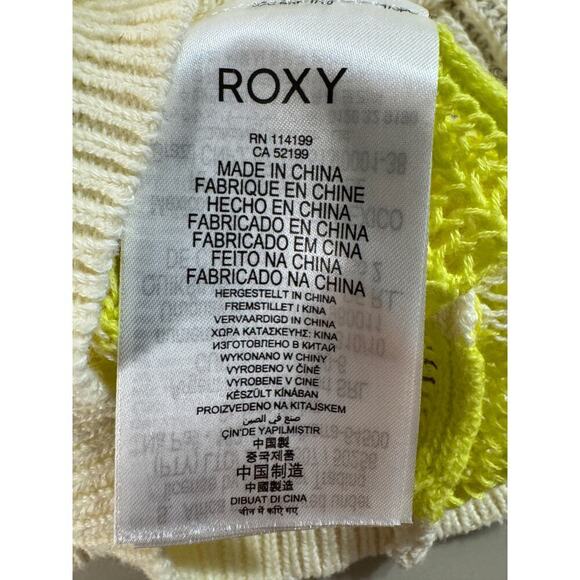 ROXY
RN 114199
CA 52199
MADE IN CHINA
FABRIQUE EN CHINE
HECHO EN CHINA
FABRICADO EN CHINA
FABRICADO EM CINA
FEITO NA CHINA
FABRICADO NA CHINA
HERGESTELLT IN CHINA
FREMSTILLET I KINA
VERVAARDIGD IN CHINA
ΧΩΡΑ ΚΑΤΑΣΚΕΥΗΣ: ΚΙΝΑ
ИЗГОТОВЛЕНО В КИТАЙ
WYKONANO W CHINY
VYROBENO V ČÍNĚ
VYROBENE V CINE
KÉSZÜLT KÍNÁBAN
PROIZVEDENO NA KITAJSKEM
صنع في الصين
ÇİN'DE YAPILMIŞTIR
中国製
중국제품
中国制造
中國製造
DIBUAT DI CINA
चीन में बनाए गए